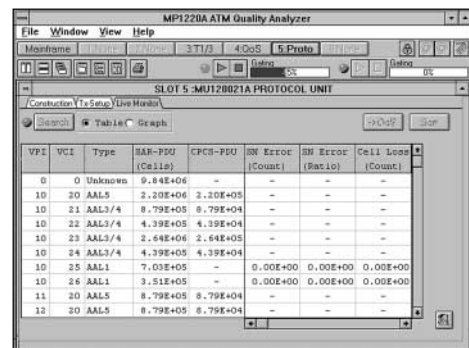 MP1220A ATM Quality Analyzer
File Window View Help
Mainframe 1:None 2:None 3:T1/3 4:QoS 5:Proto
Gating 5% Gating 0%
SLOT 5 :MU120021A PROTOCOL UNIT
Construction Tx-Setup Live Monitor
Search Table Graph
VPI VCI Type SAR-PDU CPCS-PDU SN Error SN Error Cell Loss
(Cells) (Count) (Ratio) (Count)
0 0 Unknown 9.84E+06 - - - -
10 20 AAL5 2.20E+06 2.20E+05 - - -
10 21 AAL3/4 8.79E+05 8.79E+04 - - -
10 22 AAL3/4 4.39E+05 4.39E+04 - - -
10 23 AAL3/4 2.64E+06 2.64E+05 - - -
10 24 AAL3/4 4.39E+05 4.39E+04 - - -
10 25 AAL1 7.03E+05 - 0.00E+00 0.00E+00 0.00E+00
10 26 AAL1 3.51E+05 - 0.00E+00 0.00E+00 0.00E+00
11 20 AAL5 8.79E+05 8.79E+04 - - -
12 20 AAL5 8.79E+05 8.79E+04 - - -